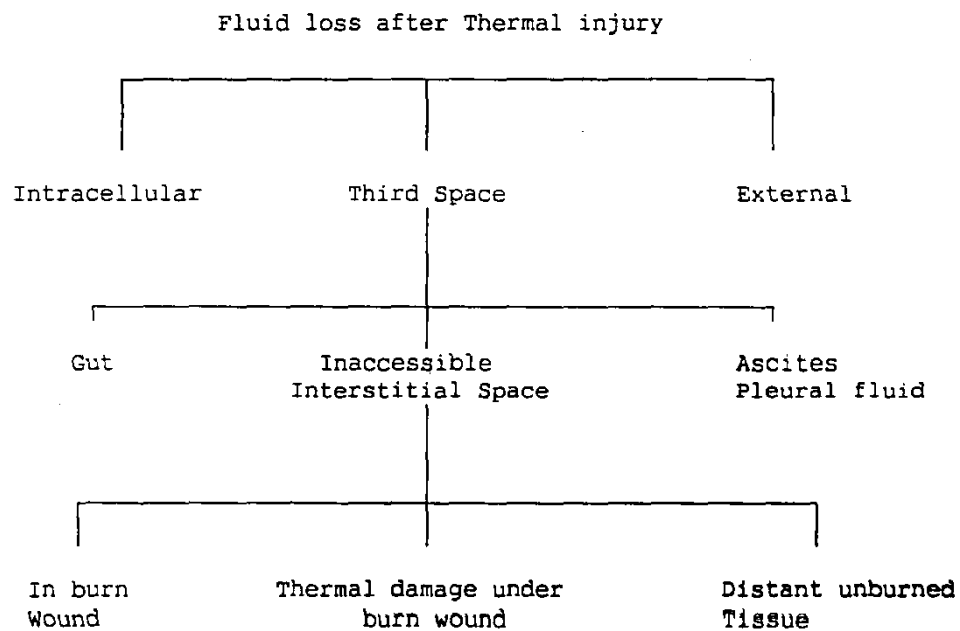 Fluid loss after Thermal injury
Intracellular Third Space External
Gut Inaccessible Interstitial Space Ascites Pleural fluid
In burn Wound Thermal damage under burn wound Distant unburned Tissue